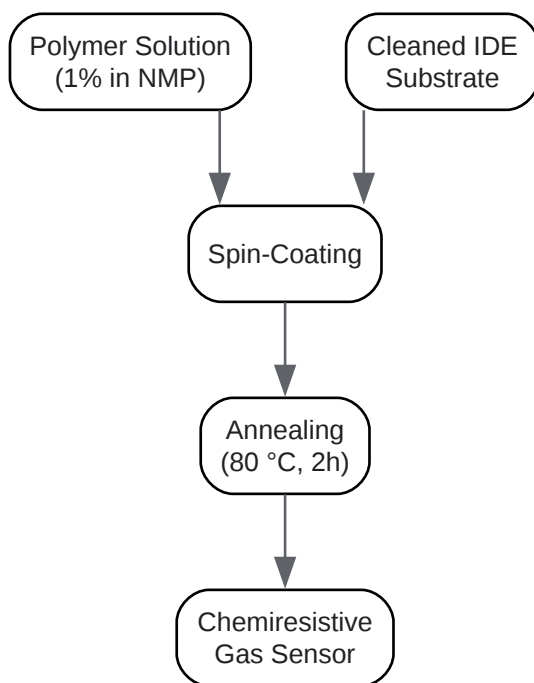 Polymer Solution
(1% in NMP)
Cleaned IDE
Substrate
Spin-Coating
Annealing
(80 °C, 2h)
Chemiresistive
Gas Sensor